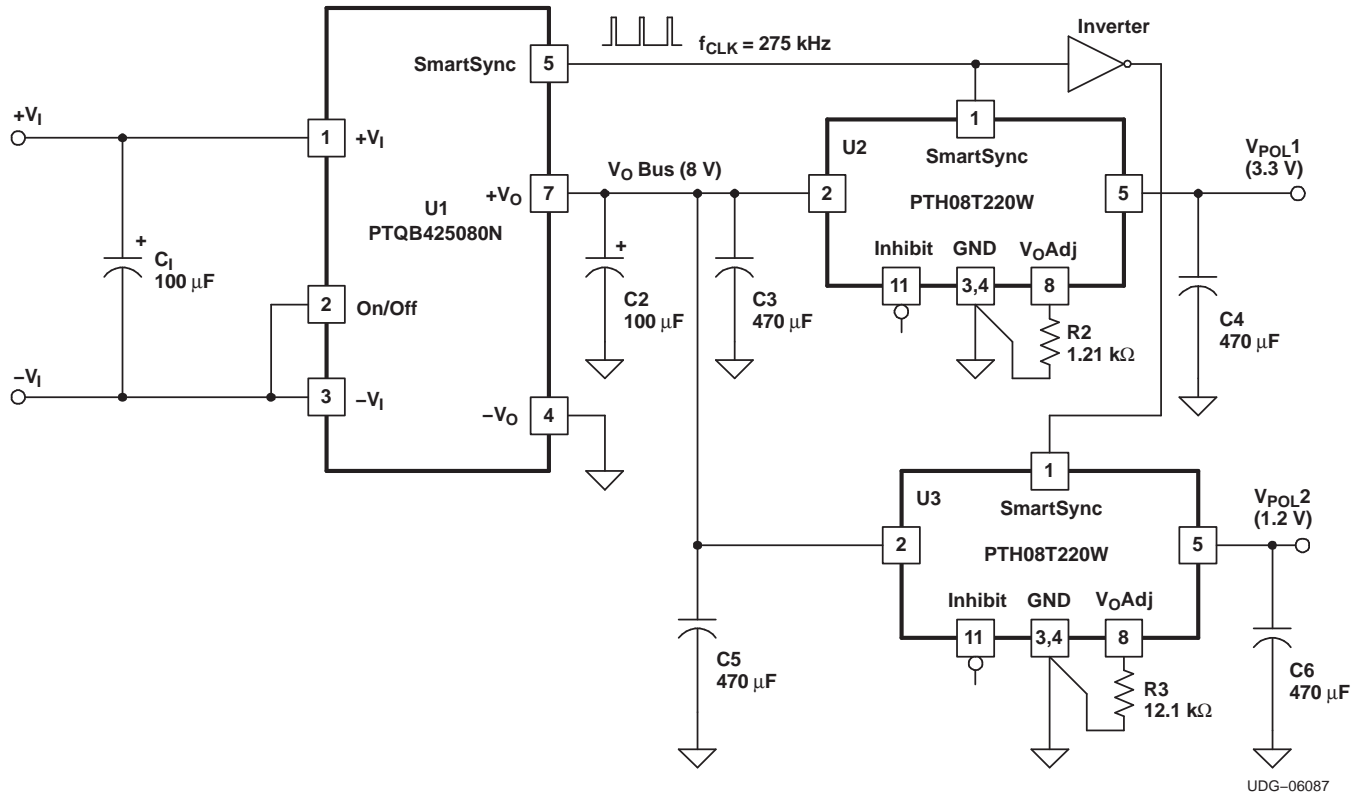 Inverter
f_CLK = 275 kHz
SmartSync
5
+V_I
1
+V_I
1
U2
SmartSync
V_POL1
(3.3 V)
V_O Bus (8 V)
+V_O
7
2
PTH08T220W
5
U1
PTQB425080N
+
C_I
100 μF
+
C2
100 μF
C3
470 μF
Inhibit
GND
V_OAdj
11
3,4
8
R2
1.21 kΩ
C4
470 μF
2
On/Off
−V_I
3
−V_I
−V_O
4
1
U3
SmartSync
V_POL2
(1.2 V)
2
PTH08T220W
5
Inhibit
GND
V_OAdj
11
3,4
8
C5
470 μF
R3
12.1 kΩ
C6
470 μF
UDG−06087